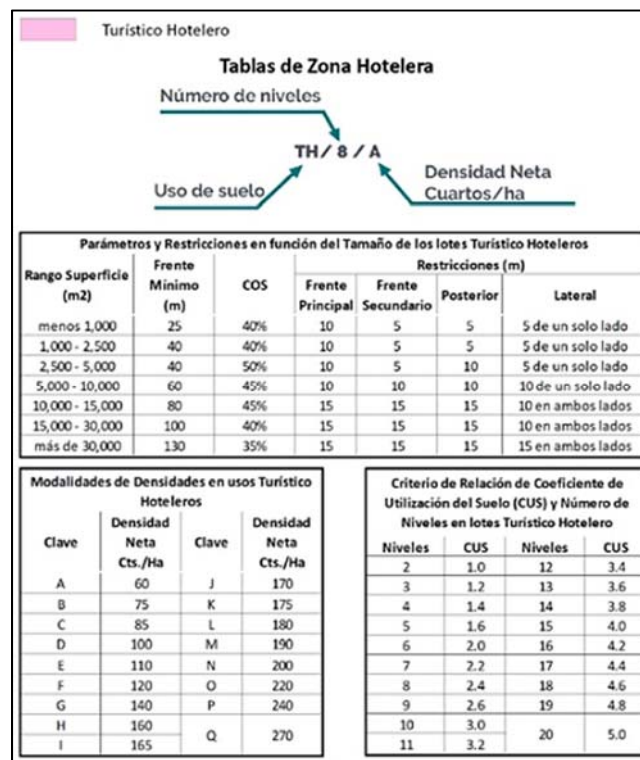 Turístico Hotelero
Tablas de Zona Hotelera
Número de niveles
TH/ 8 / A
Uso de suelo
Densidad Neta
Cuartos/ha
Parámetros y Restricciones en función del Tamaño de los lotes Turístico Hoteleros
Rango Superficie (m2) Frente Mínimo (m) COS Restricciones (m)
Frente Principal Frente Secundario Posterior Lateral
menos 1,000 25 40% 10 5 5 5 de un solo lado
1,000 - 2,500 40 40% 10 5 5 5 de un solo lado
2,500 - 5,000 40 50% 10 5 10 5 de un solo lado
5,000 - 10,000 60 45% 10 10 10 10 de un solo lado
10,000 - 15,000 80 45% 15 15 15 10 en ambos lados
15,000 - 30,000 100 40% 15 15 15 10 en ambos lados
más de 30,000 130 35% 15 15 15 15 en ambos lados
Modalidades de Densidades en usos Turístico
Hoteleros
Clave Densidad Neta Cts./Ha Clave Densidad Neta Cts./Ha
A 60 J 170
B 75 K 175
C 85 L 180
D 100 M 190
E 110 N 200
F 120 O 220
G 140 P 240
H 160 Q 270
I 165
Criterio de Relación de Coeficiente de
Utilización del Suelo (CUS) y Número de
Niveles en lotes Turístico Hotelero
Niveles CUS Niveles CUS
2 1.0 12 3.4
3 1.2 13 3.6
4 1.4 14 3.8
5 1.6 15 4.0
6 2.0 16 4.2
7 2.2 17 4.4
8 2.4 18 4.6
9 2.6 19 4.8
10 3.0 20 5.0
11 3.2